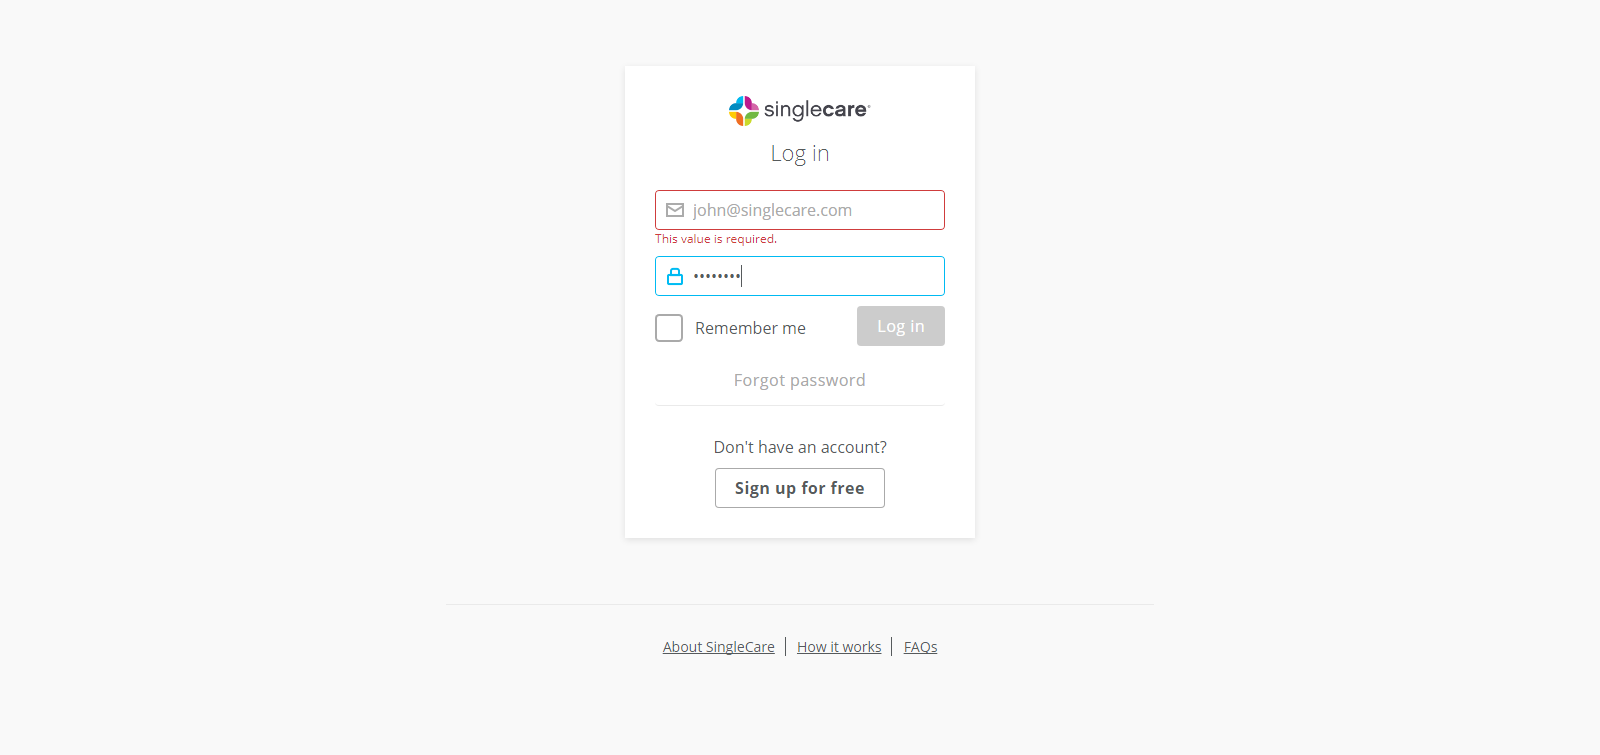 singlecare®
Log in
john@singlecare.com
This value is required.
••••••••
Remember me
Log in
Forgot password
Don't have an account?
Sign up for free
About SingleCare | How it works | FAQs